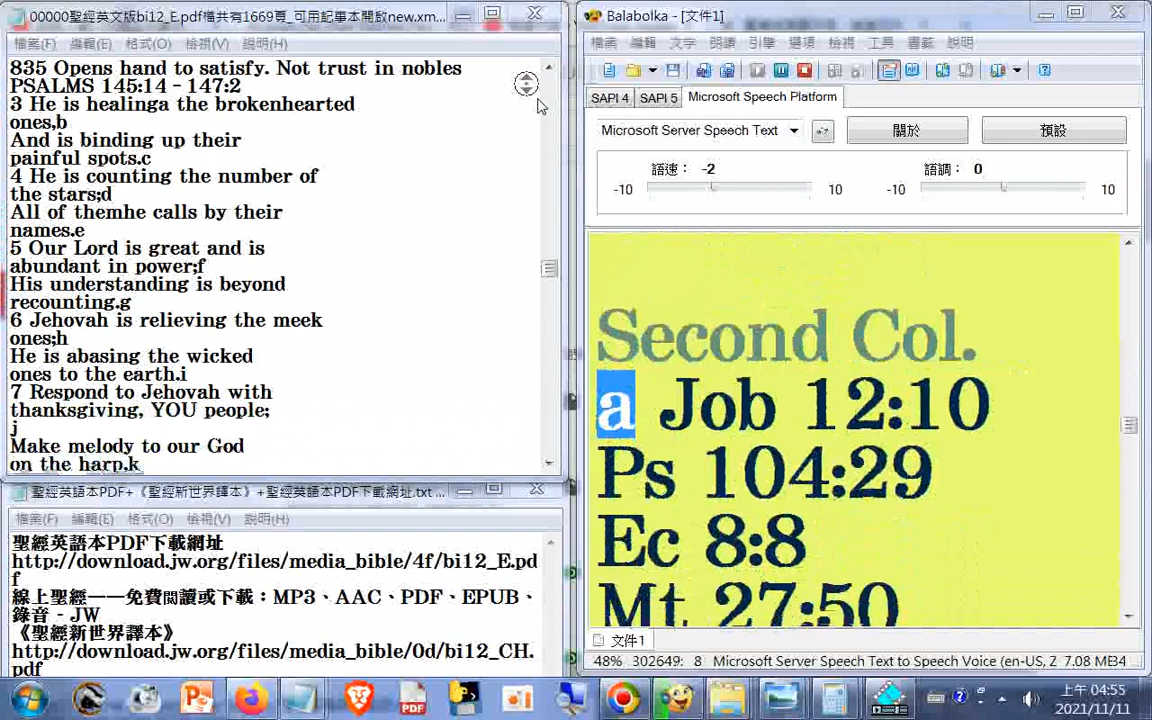 00000聖經英文版bi12_E.pdf檔共有1669頁_可用記事本開啟new.xm...
檔案(F) 編輯(E) 格式(O) 檢視(V) 說明(H)
835 Opens hand to satisfy. Not trust in nobles
PSALMS 145:14 – 147:2
3 He is healinga the brokenhearted
ones,b
And is binding up their
painful spots.c
4 He is counting the number of
the stars;d
All of themhe calls by their
names.e
5 Our Lord is great and is
abundant in power;f
His understanding is beyond
recounting.g
6 Jehovah is relieving the meek
ones;h
He is abasing the wicked
ones to the earth.i
7 Respond to Jehovah with
thanksgiving, YOU people;
j
Make melody to our God
on the harp.k
聖經英語本PDF+《聖經新世界譯本》+聖經英語本PDF下載網址.txt ...
檔案(F) 編輯(E) 格式(O) 檢視(V) 說明(H)
聖經英語本PDF下載網址
http://download.jw.org/files/media_bible/4f/bi12_E.pd
f
線上聖經——免費閱讀或下載：MP3、AAC、PDF、EPUB、
錄音 - JW
《聖經新世界譯本》
http://download.jw.org/files/media_bible/0d/bi12_CH.
pdf
Balabolka - [文件1]
檔案 編輯 文字 朗讀 引擎 選項 檢視 工具 書籤 說明
SAPI 4 SAPI 5 Microsoft Speech Platform
Microsoft Server Speech Text 關於 預設
語速： -2 語調： 0
-10 10 -10 10
Second Col.
a Job 12:10
Ps 104:29
Ec 8:8
Mt 27:50
文件1
48% 302649: 8 Microsoft Server Speech Text to Speech Voice (en-US, Z 7.08 MB34
PDF
上午 04:55
2021/11/11